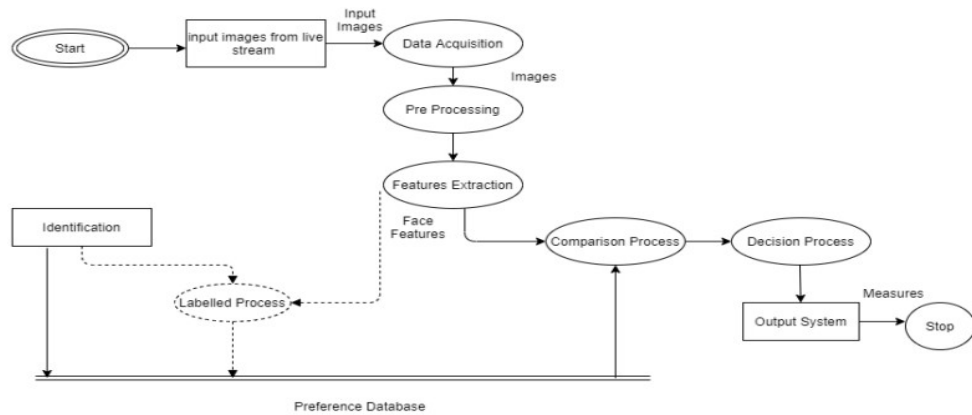 Start
input images from live
stream
Input
Images
Data Acquisition
Images
Pre Processing
Features Extraction
Face
Features
Identification
Labelled Process
Comparison Process
Decision Process
Measures
Output System
Stop
Preference Database